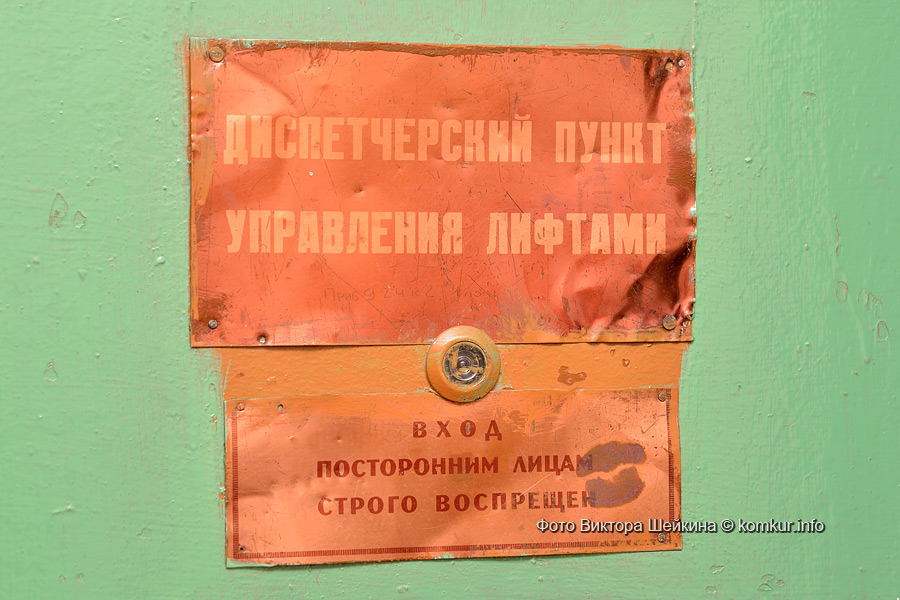 ДИСПЕТЧЕРСКИЙ ПУНКТ
УПРАВЛЕНИЯ ЛИФТАМИ
ВХОД
ПОСТОРОННИМ ЛИЦАМ
СТРОГО ВОСПРЕЩЕН
Фото Виктора Шейкина © komkur.info